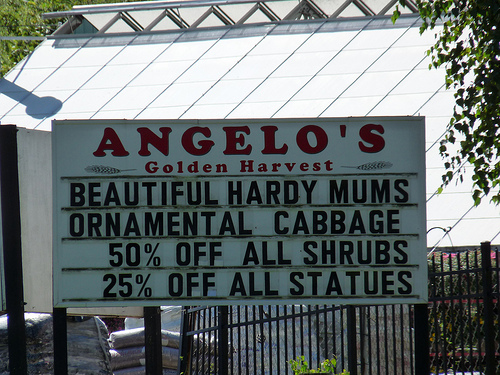 ANGELO'S
Golden Harvest
BEAUTIFUL HARDY MUMS
ORNAMENTAL CABBAGE
50% OFF ALL SHRUBS
25% OFF ALL STATUES